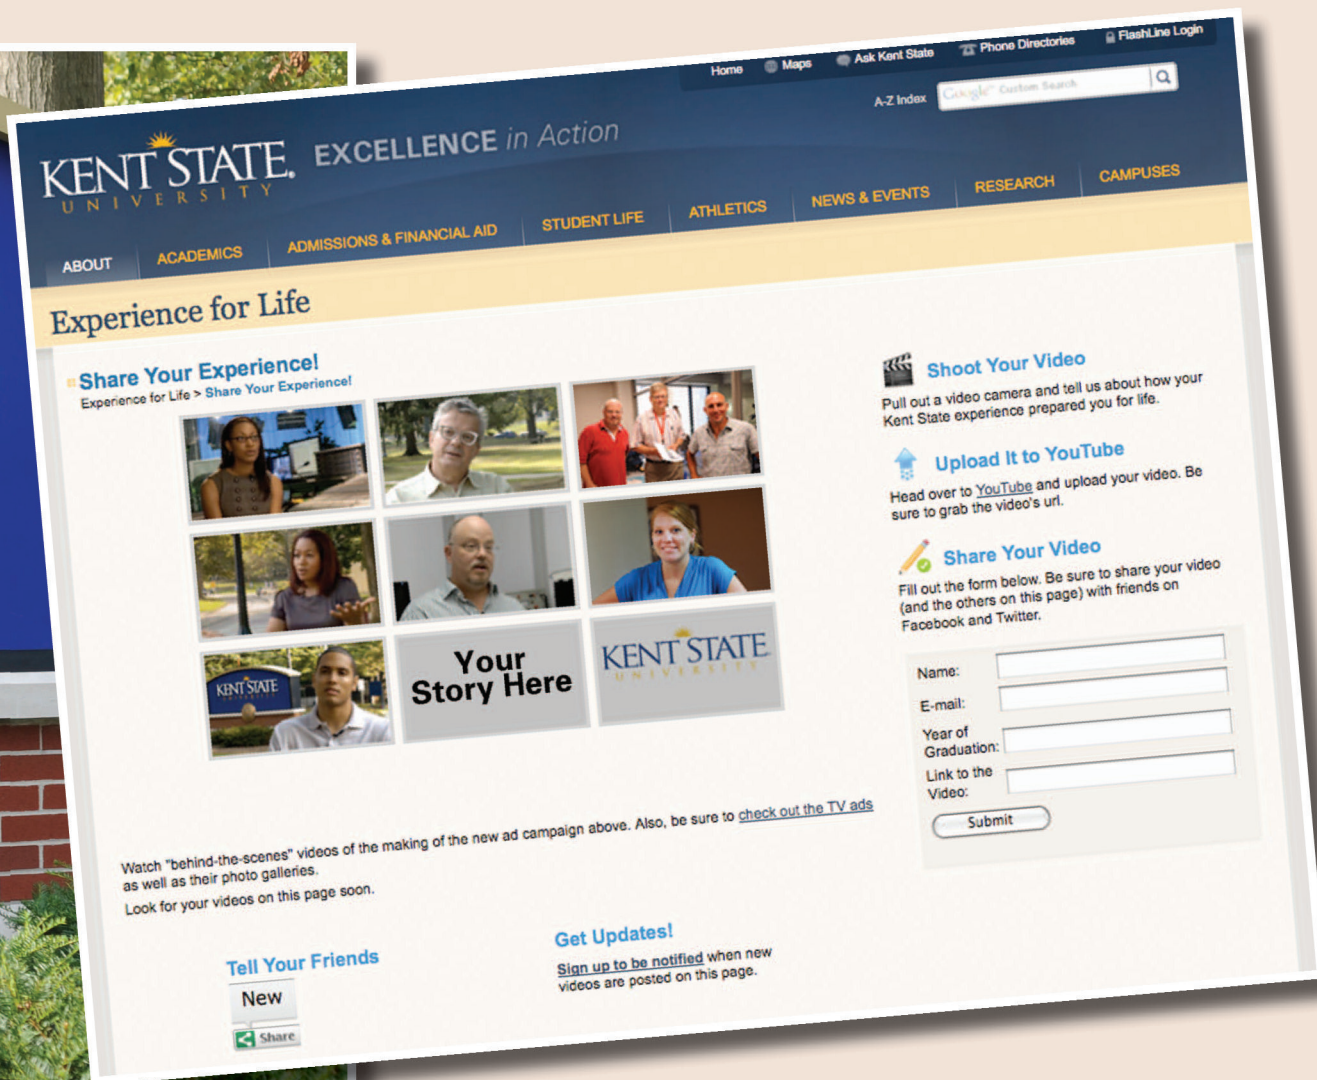 Home Maps Ask Kent State Phone Directories FlashLine Login
A-Z Index Google™ Custom Search
KENT STATE®
UNIVERSITY
EXCELLENCE in Action
ABOUT ACADEMICS ADMISSIONS & FINANCIAL AID STUDENT LIFE ATHLETICS NEWS & EVENTS RESEARCH CAMPUSES
Experience for Life
Share Your Experience!
Experience for Life > Share Your Experience!
KENT STATE
Your
Story Here
KENT STATE
UNIVERSITY
Watch "behind-the-scenes" videos of the making of the new ad campaign above. Also, be sure to check out the TV ads
as well as their photo galleries.
Look for your videos on this page soon.
Tell Your Friends
New
Share
Get Updates!
Sign up to be notified when new
videos are posted on this page.
Shoot Your Video
Pull out a video camera and tell us about how your
Kent State experience prepared you for life.
Upload It to YouTube
Head over to YouTube and upload your video. Be
sure to grab the video's url.
Share Your Video
Fill out the form below. Be sure to share your video
(and the others on this page) with friends on
Facebook and Twitter.
Name:
E-mail:
Year of
Graduation:
Link to the
Video:
Submit